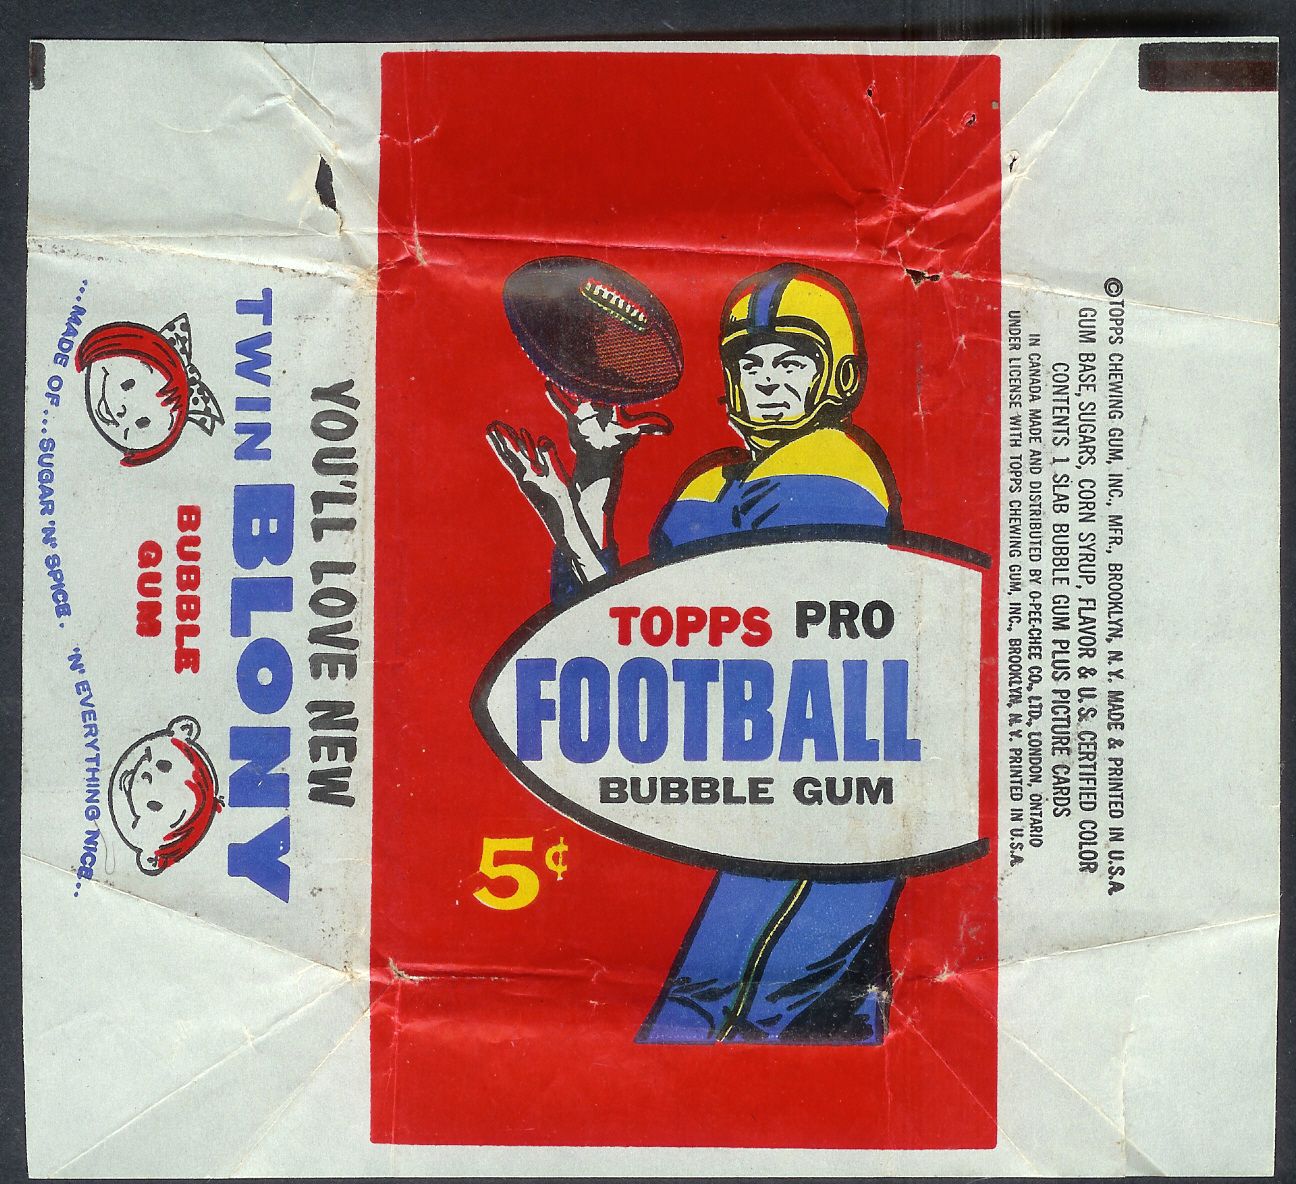 YOU'LL LOVE NEW
TWIN BLONY
BUBBLE
GUM
...MADE OF...SUGAR 'N' SPICE. 'N' EVERYTHING NICE...
TOPPS PRO
FOOTBALL
BUBBLE GUM
5¢
©TOPPS CHEWING GUM, INC., MFR., BROOKLYN, N. Y. MADE & PRINTED IN U.S.A
GUM BASE, SUGARS, CORN SYRUP, FLAVOR & U.S. CERTIFIED COLOR
CONTENTS 1 SLAB BUBBLE GUM PLUS PICTURE CARDS
IN CANADA MADE AND DISTRIBUTED BY O-PEE-CHEE CO., LTD., LONDON, ONTARIO
UNDER LICENSE WITH TOPPS CHEWING GUM, INC., BROOKLYN, N. Y. PRINTED IN U.S.A.